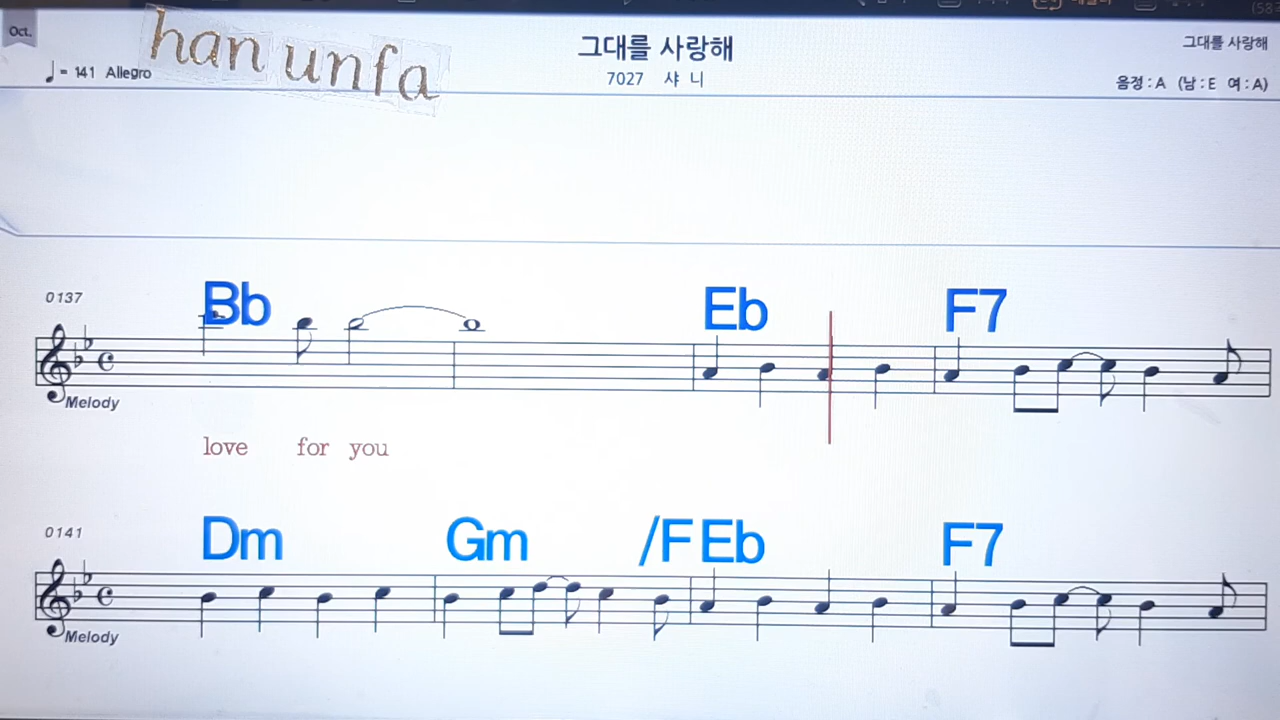 Oct.
han unfa
♩= 141 Allegro
그대를 사랑해
7027 샤 니
그대를 사랑해
음정 : A (남 : E 여 : A)
0137
Bb Eb F7
Melody
love for you
0141
Dm Gm /F Eb F7
Melody